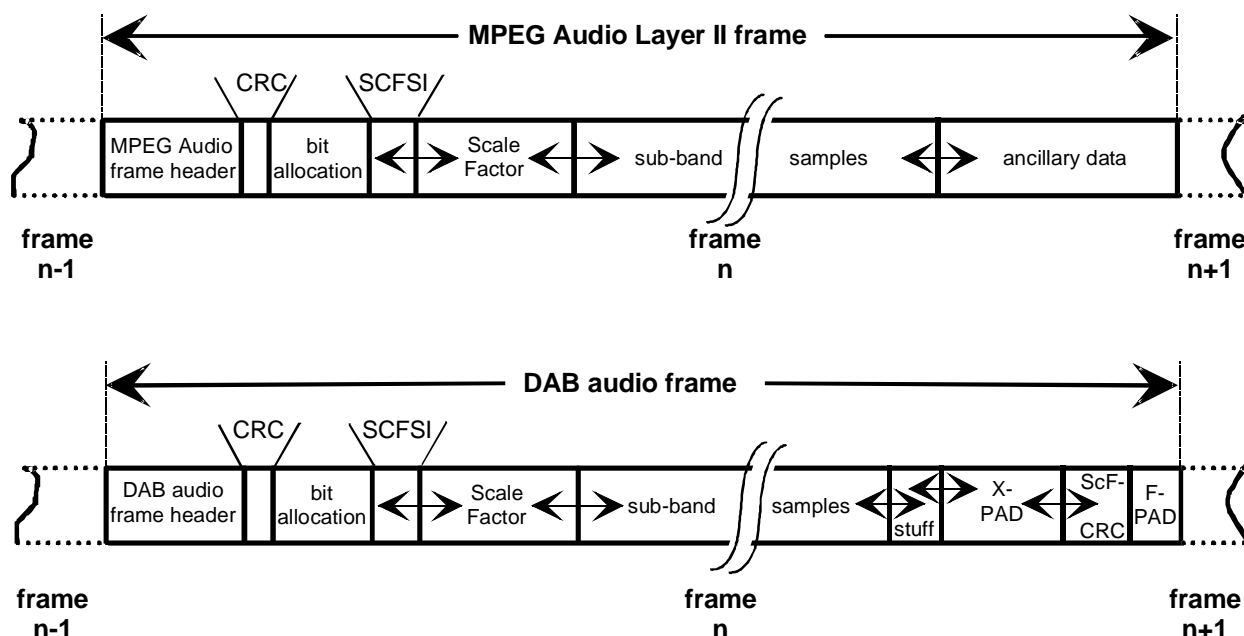 MPEG Audio Layer II frame
CRC SCFSI
MPEG Audio bit Scale
frame header allocation Factor sub-band samples ancillary data
frame frame frame
n-1 n n+1
DAB audio frame
CRC SCFSI
DAB audio bit Scale X- ScF- F-
frame header allocation Factor sub-band samples stuff PAD CRC PAD
frame frame frame
n-1 n n+1